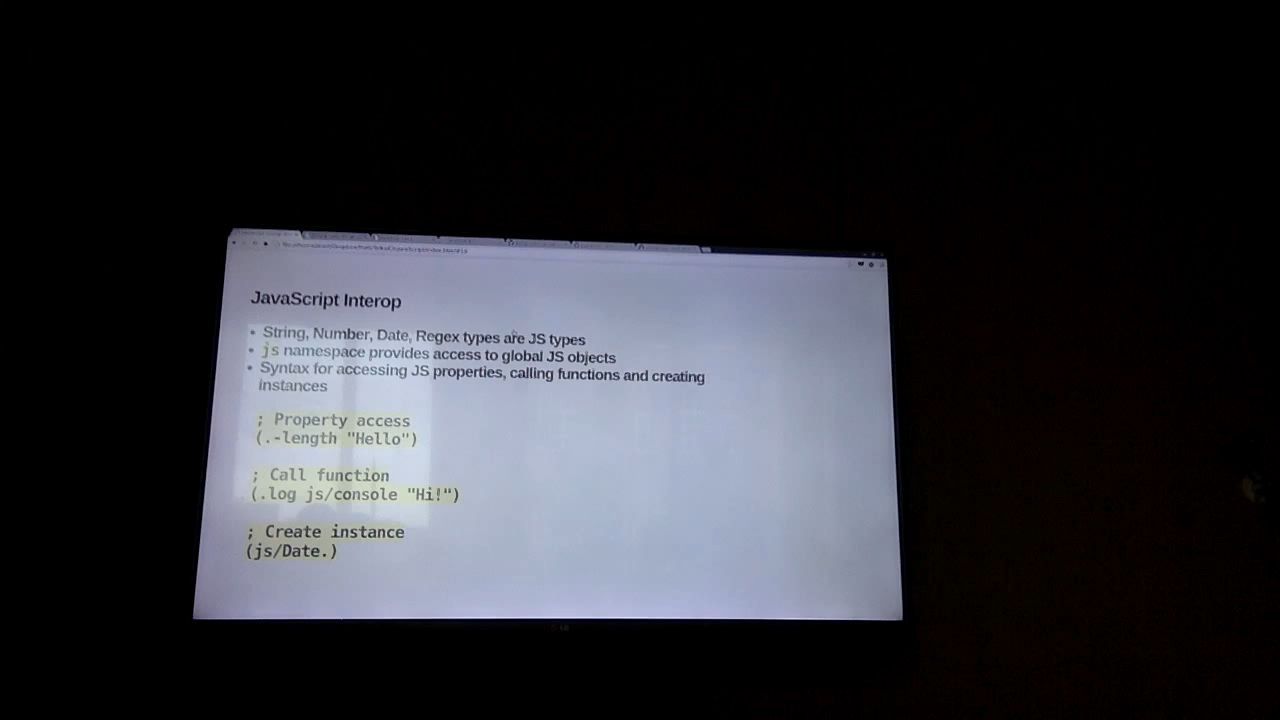 JavaScript Interop
• String, Number, Date, Regex types are JS types
• js namespace provides access to global JS objects
• Syntax for accessing JS properties, calling functions and creating
instances
; Property access
(.-length "Hello")
; Call function
(.log js/console "Hi!")
; Create instance
(js/Date.)
LG